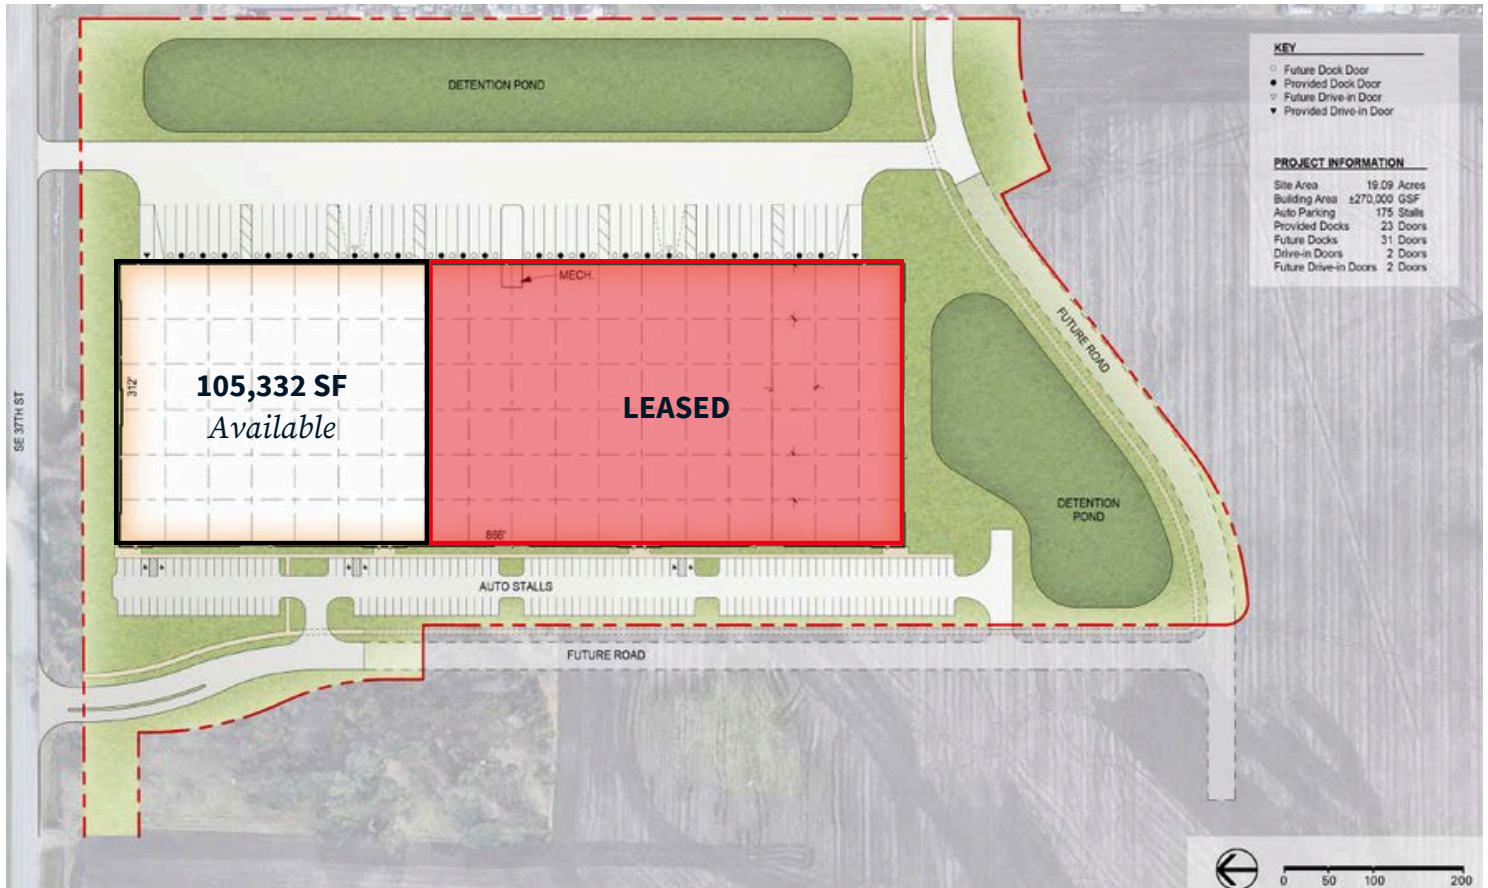 DETENTION POND
KEY
Future Dock Door
Provided Dock Door
Future Drive-in Door
Provided Drive-in Door
PROJECT INFORMATION
Site Area 19.09 Acres
Building Area ±270,000 GSF
Auto Parking 175 Stalls
Provided Docks 23 Doors
Future Docks 31 Doors
Drive-in Doors 2 Doors
Future Drive-in Doors 2 Doors
MECH.
FUTURE ROAD
312'
105,332 SF
Available
LEASED
SE 37TH ST
DETENTION
POND
866'
AUTO STALLS
FUTURE ROAD
0 50 100 200